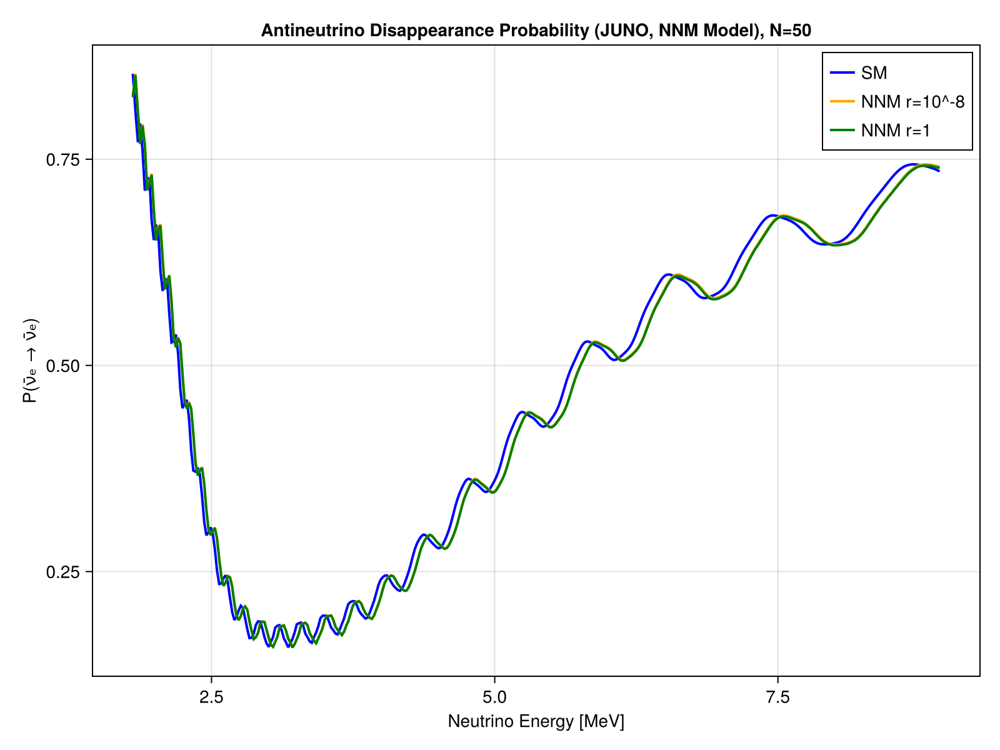 Antineutrino Disappearance Probability (JUNO, NNM Model), N=50
SM
NNM r=10^-8
NNM r=1
0.75
0.50
0.25
P(ν̄ₑ → ν̄ₑ)
2.5
5.0
7.5
Neutrino Energy [MeV]